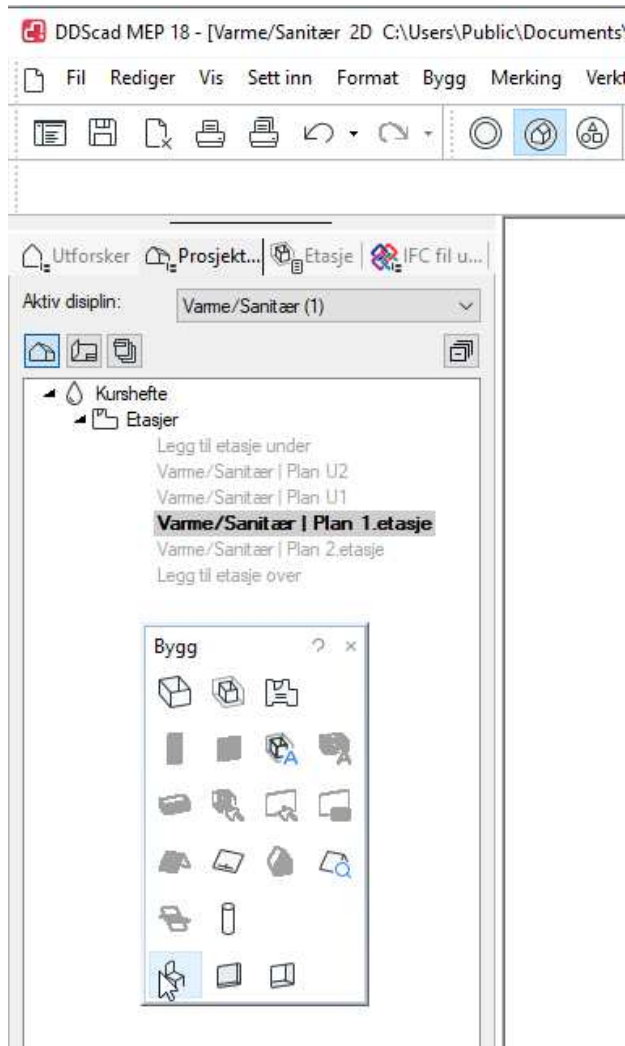 DDScad MEP 18 - [Varme/Sanitær 2D C:\Users\Public\Documents\
Fil Rediger Vis Sett inn Format Bygg Merking Verkt
Utforsker Prosjekt... Etasje IFC fil u...
Aktiv disiplin: Varme/Sanitær (1)
Kurshefte
Etasjer
Legg til etasje under
Varme/Sanitær | Plan U2
Varme/Sanitær | Plan U1
Varme/Sanitær | Plan 1.etasje
Varme/Sanitær | Plan 2.etasje
Legg til etasje over
Bygg ? ×
A A